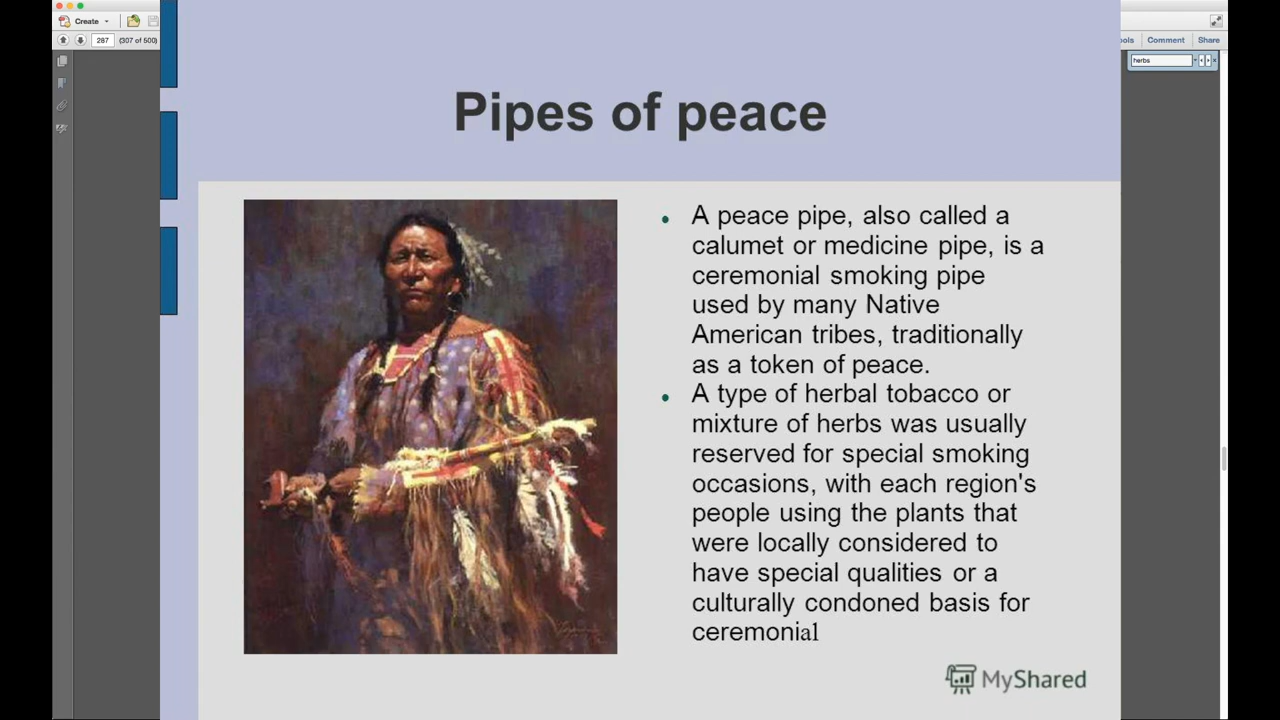 Create
287 (307 of 500)
ools Comment Share
herbs
Pipes of peace
A peace pipe, also called a
calumet or medicine pipe, is a
ceremonial smoking pipe
used by many Native
American tribes, traditionally
as a token of peace.
A type of herbal tobacco or
mixture of herbs was usually
reserved for special smoking
occasions, with each region's
people using the plants that
were locally considered to
have special qualities or a
culturally condoned basis for
ceremonial
MyShared